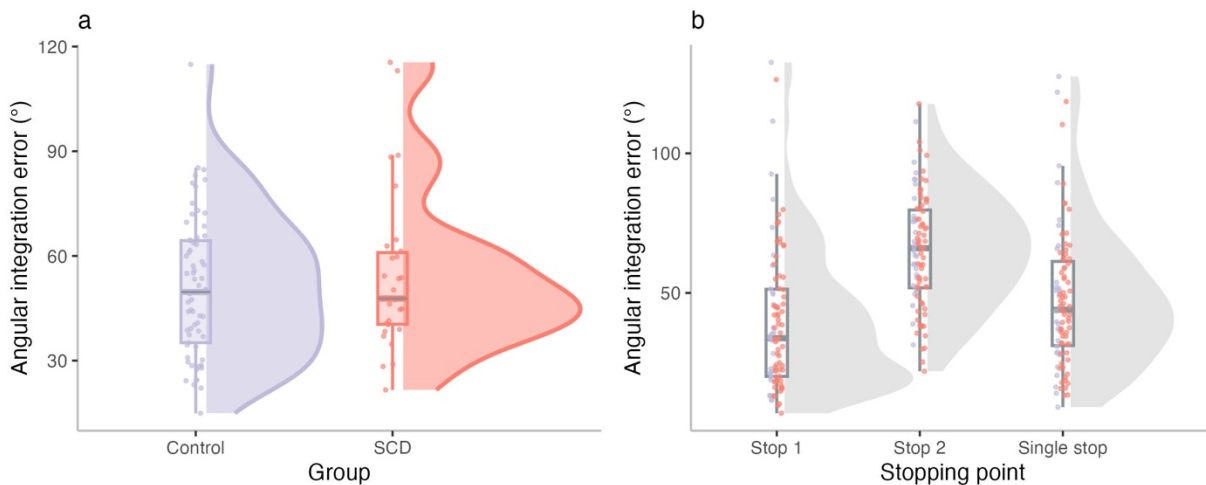 a
Angular integration error (°)
120
90
60
30
Control
SCD
Group
b
Angular integration error (°)
100
50
Stop 1
Stop 2
Single stop
Stopping point